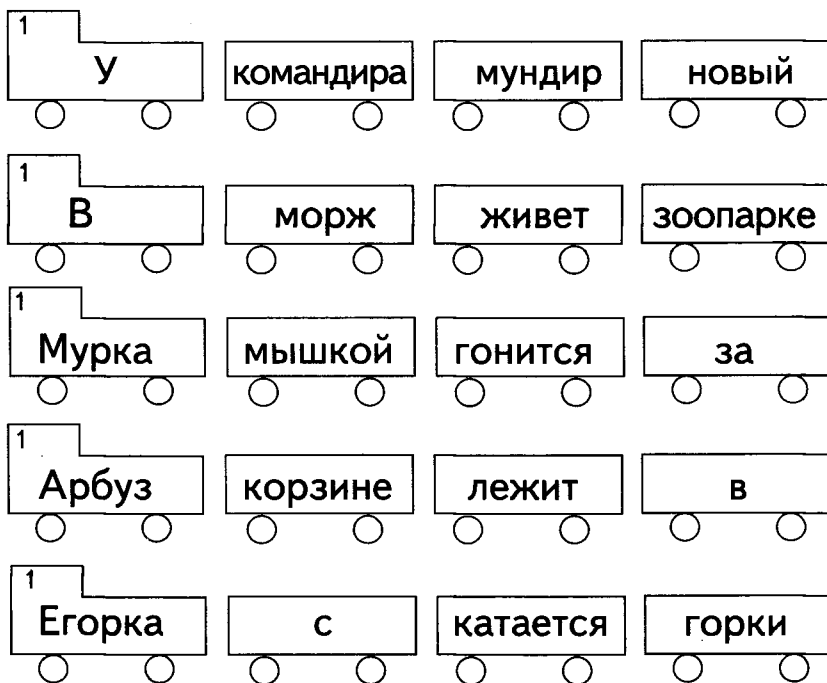 1
У командира мундир новый
1
В морж живет зоопарке
1
Мурка мышкой гонится за
1
Арбуз корзине лежит в
1
Егорка с катается горки